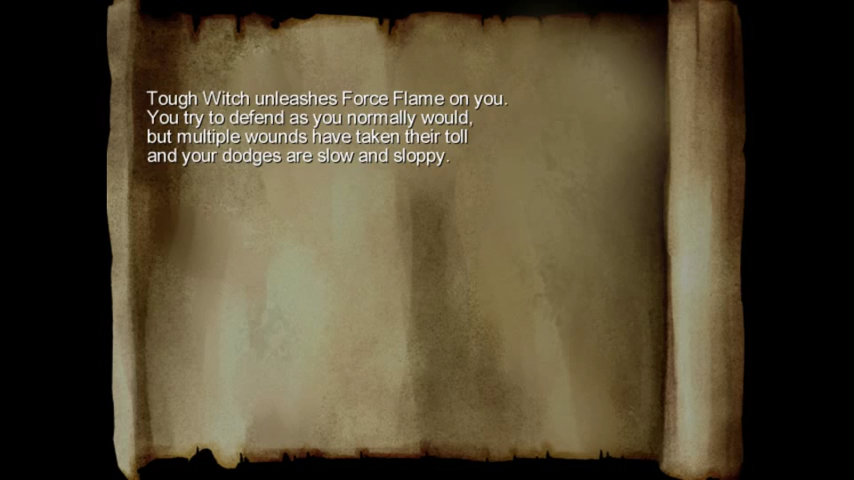 Tough Witch unleashes Force Flame on you.
You try to defend as you normally would,
but multiple wounds have taken their toll
and your dodges are slow and sloppy.